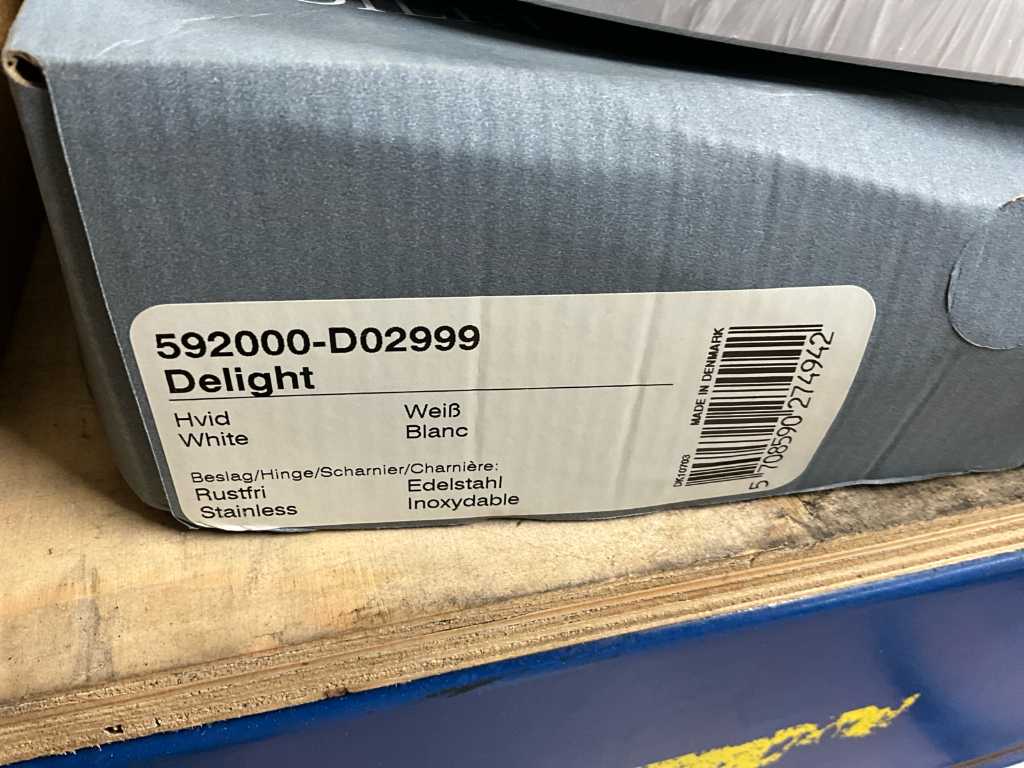 592000-D02999
Delight
Hvid
Weiß
White
Blanc
Beslag/Hinge/Scharnier/Charnière:
Rustfri
Edelstahl
Stainless
Inoxydable
MADE IN DENMARK
5 708590 274942